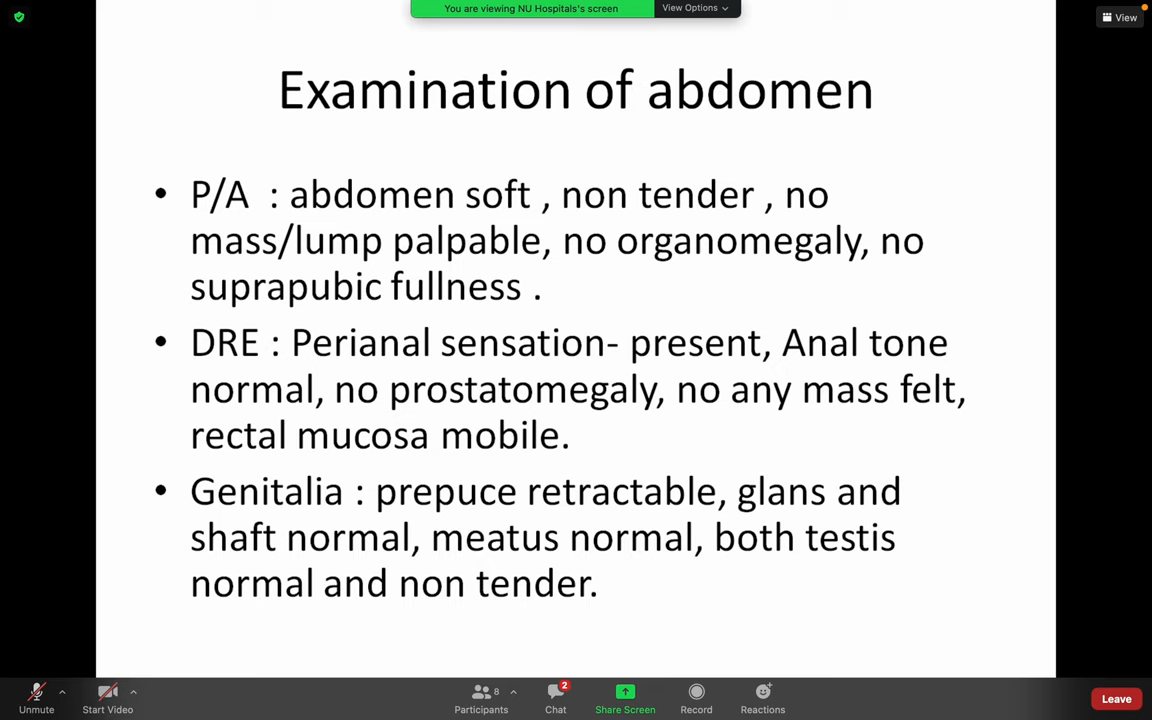 You are viewing NU Hospitals's screen
View Options
View
Examination of abdomen
• P/A : abdomen soft , non tender , no
mass/lump palpable, no organomegaly, no
suprapubic fullness .
• DRE : Perianal sensation- present, Anal tone
normal, no prostatomegaly, no any mass felt,
rectal mucosa mobile.
• Genitalia : prepuce retractable, glans and
shaft normal, meatus normal, both testis
normal and non tender.
Unmute
Start Video
8
Participants
2
Chat
Share Screen
Record
Reactions
Leave